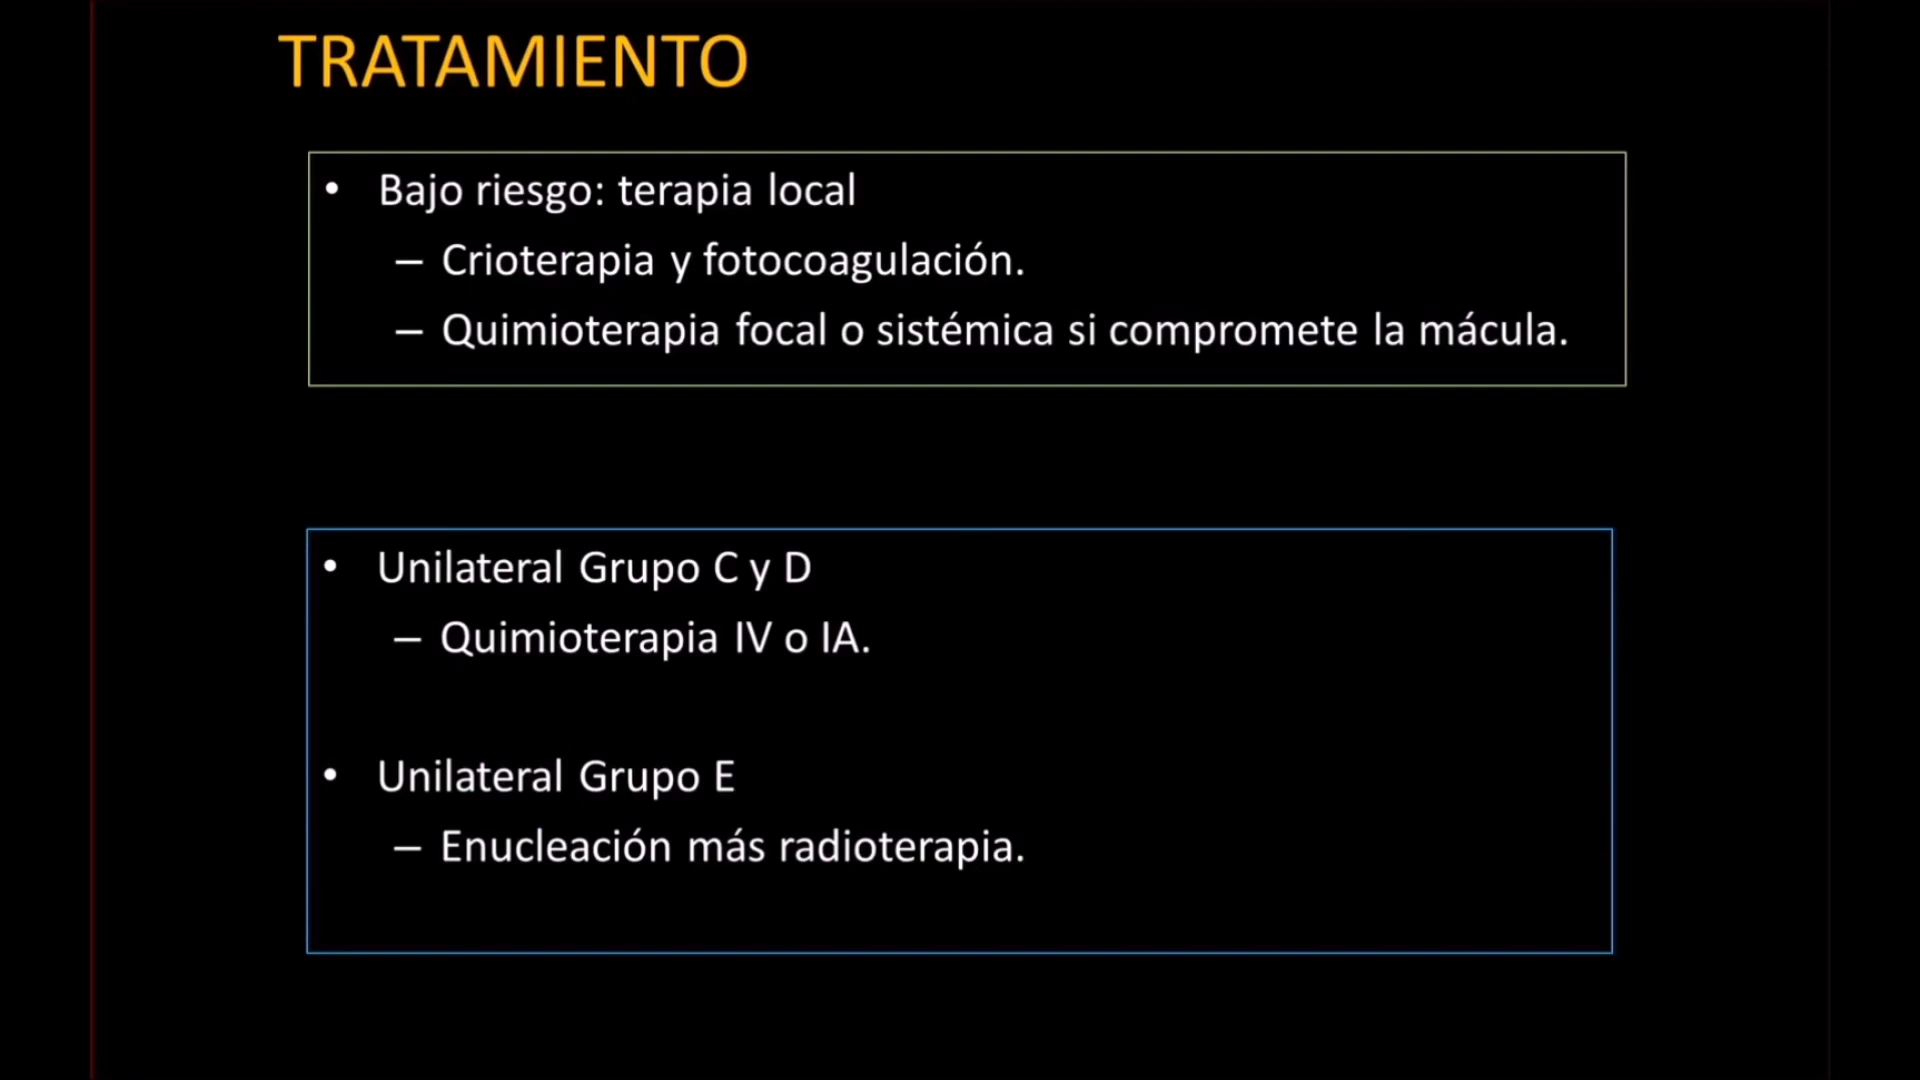 TRATAMIENTO
• Bajo riesgo: terapia local
– Crioterapia y fotocoagulación.
– Quimioterapia focal o sistémica si compromete la mácula.
• Unilateral Grupo C y D
– Quimioterapia IV o IA.
• Unilateral Grupo E
– Enucleación más radioterapia.